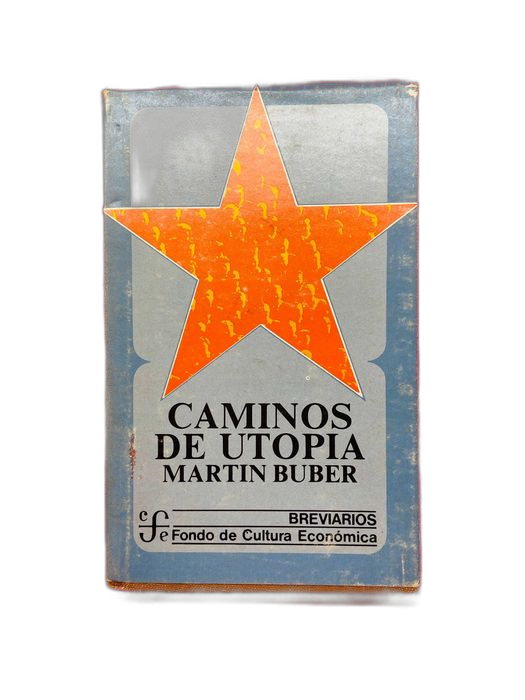 CAMINOS
DE UTOPIA
MARTIN BUBER
BREVIARIOS
cfe Fondo de Cultura Económica